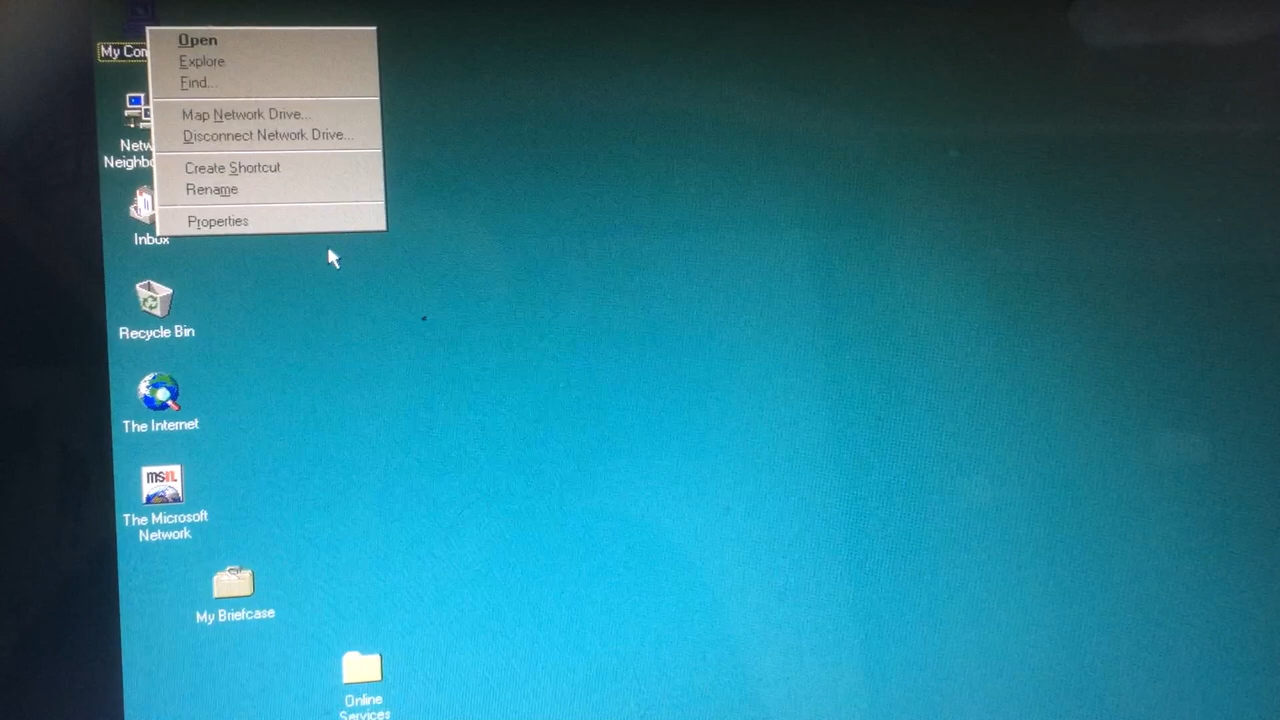 Open
My Com
Explore
Find...
Map Network Drive...
Disconnect Network Drive...
Netw
Neighbo
Create Shortcut
Rename
Properties
Inbox
Recycle Bin
The Internet
msn
The Microsoft
Network
My Briefcase
Online
Services